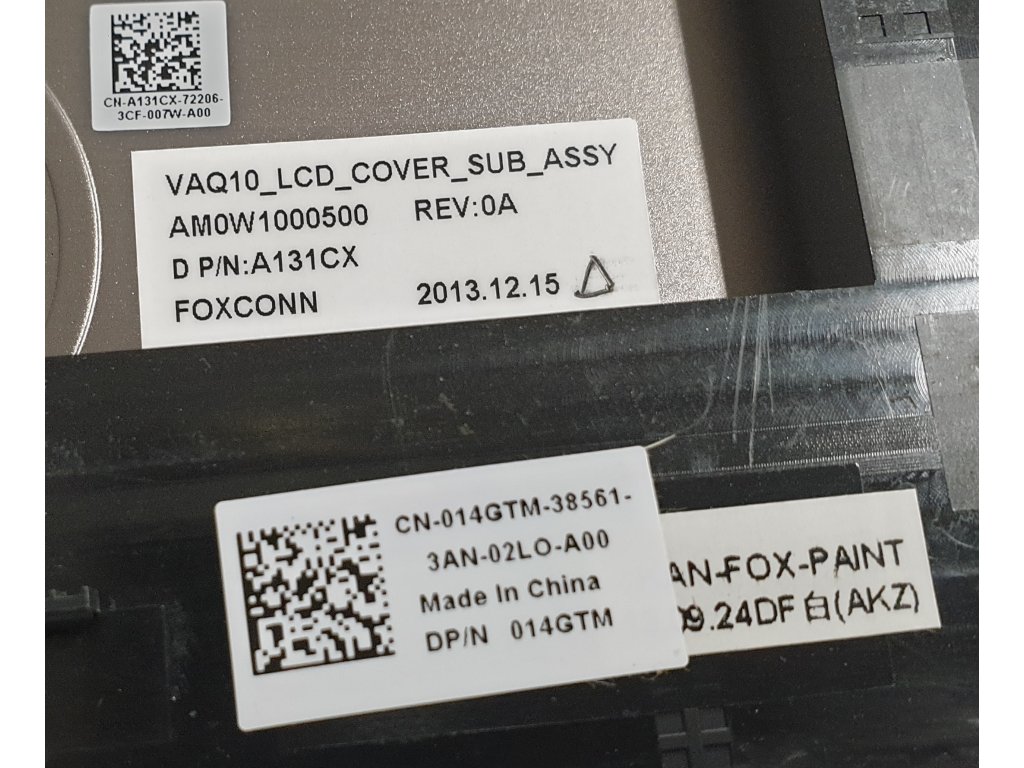 CN-A131CX-72206-
3CF-007W-A00
VAQ10_LCD_COVER_SUB_ASSY
AM0W1000500 REV:0A
D P/N:A131CX
FOXCONN 2013.12.15
CN-014GTM-38561-
3AN-02LO-A00
Made In China
DP/N 014GTM
AN-FOX-PAINT
09.24DF白(AKZ)